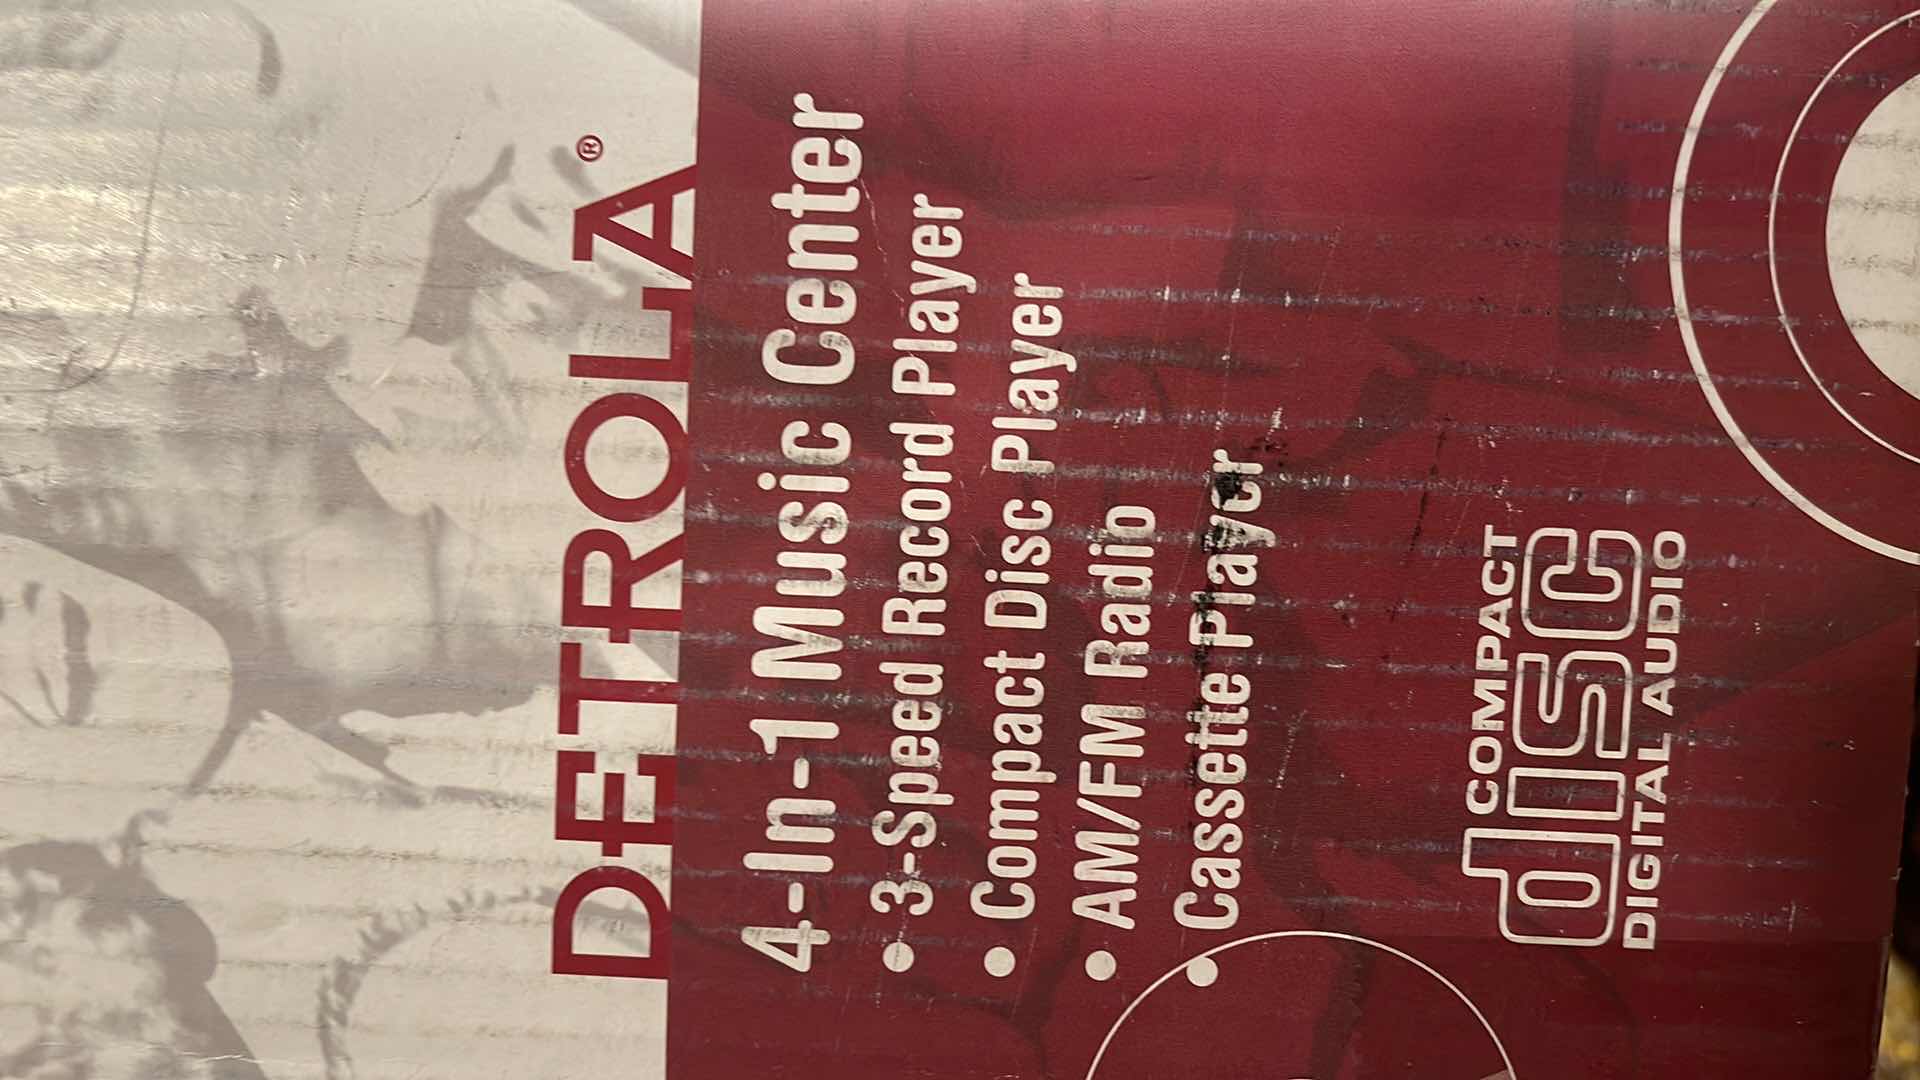 DETROLA®
4-In-1 Music Center
• 3-Speed Record Player
• Compact Disc Player
• AM/FM Radio
• Cassette Player
COMPACT
disc
DIGITAL AUDIO